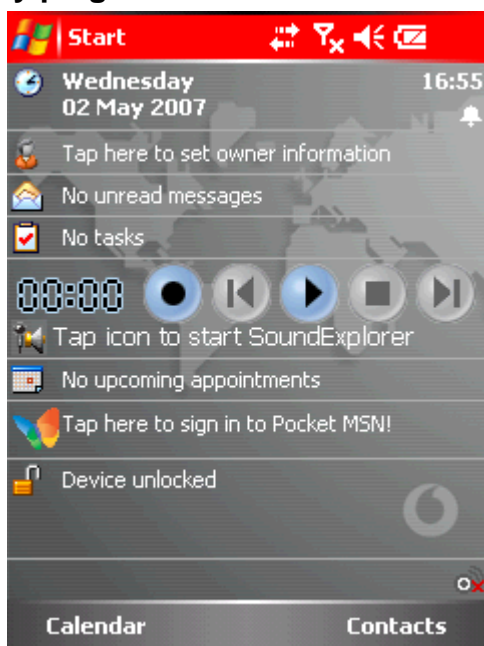 Start
Wednesday
16:55
02 May 2007
Tap here to set owner information
No unread messages
No tasks
00:00
Tap icon to start SoundExplorer
No upcoming appointments
Tap here to sign in to Pocket MSN!
Device unlocked
Calendar
Contacts